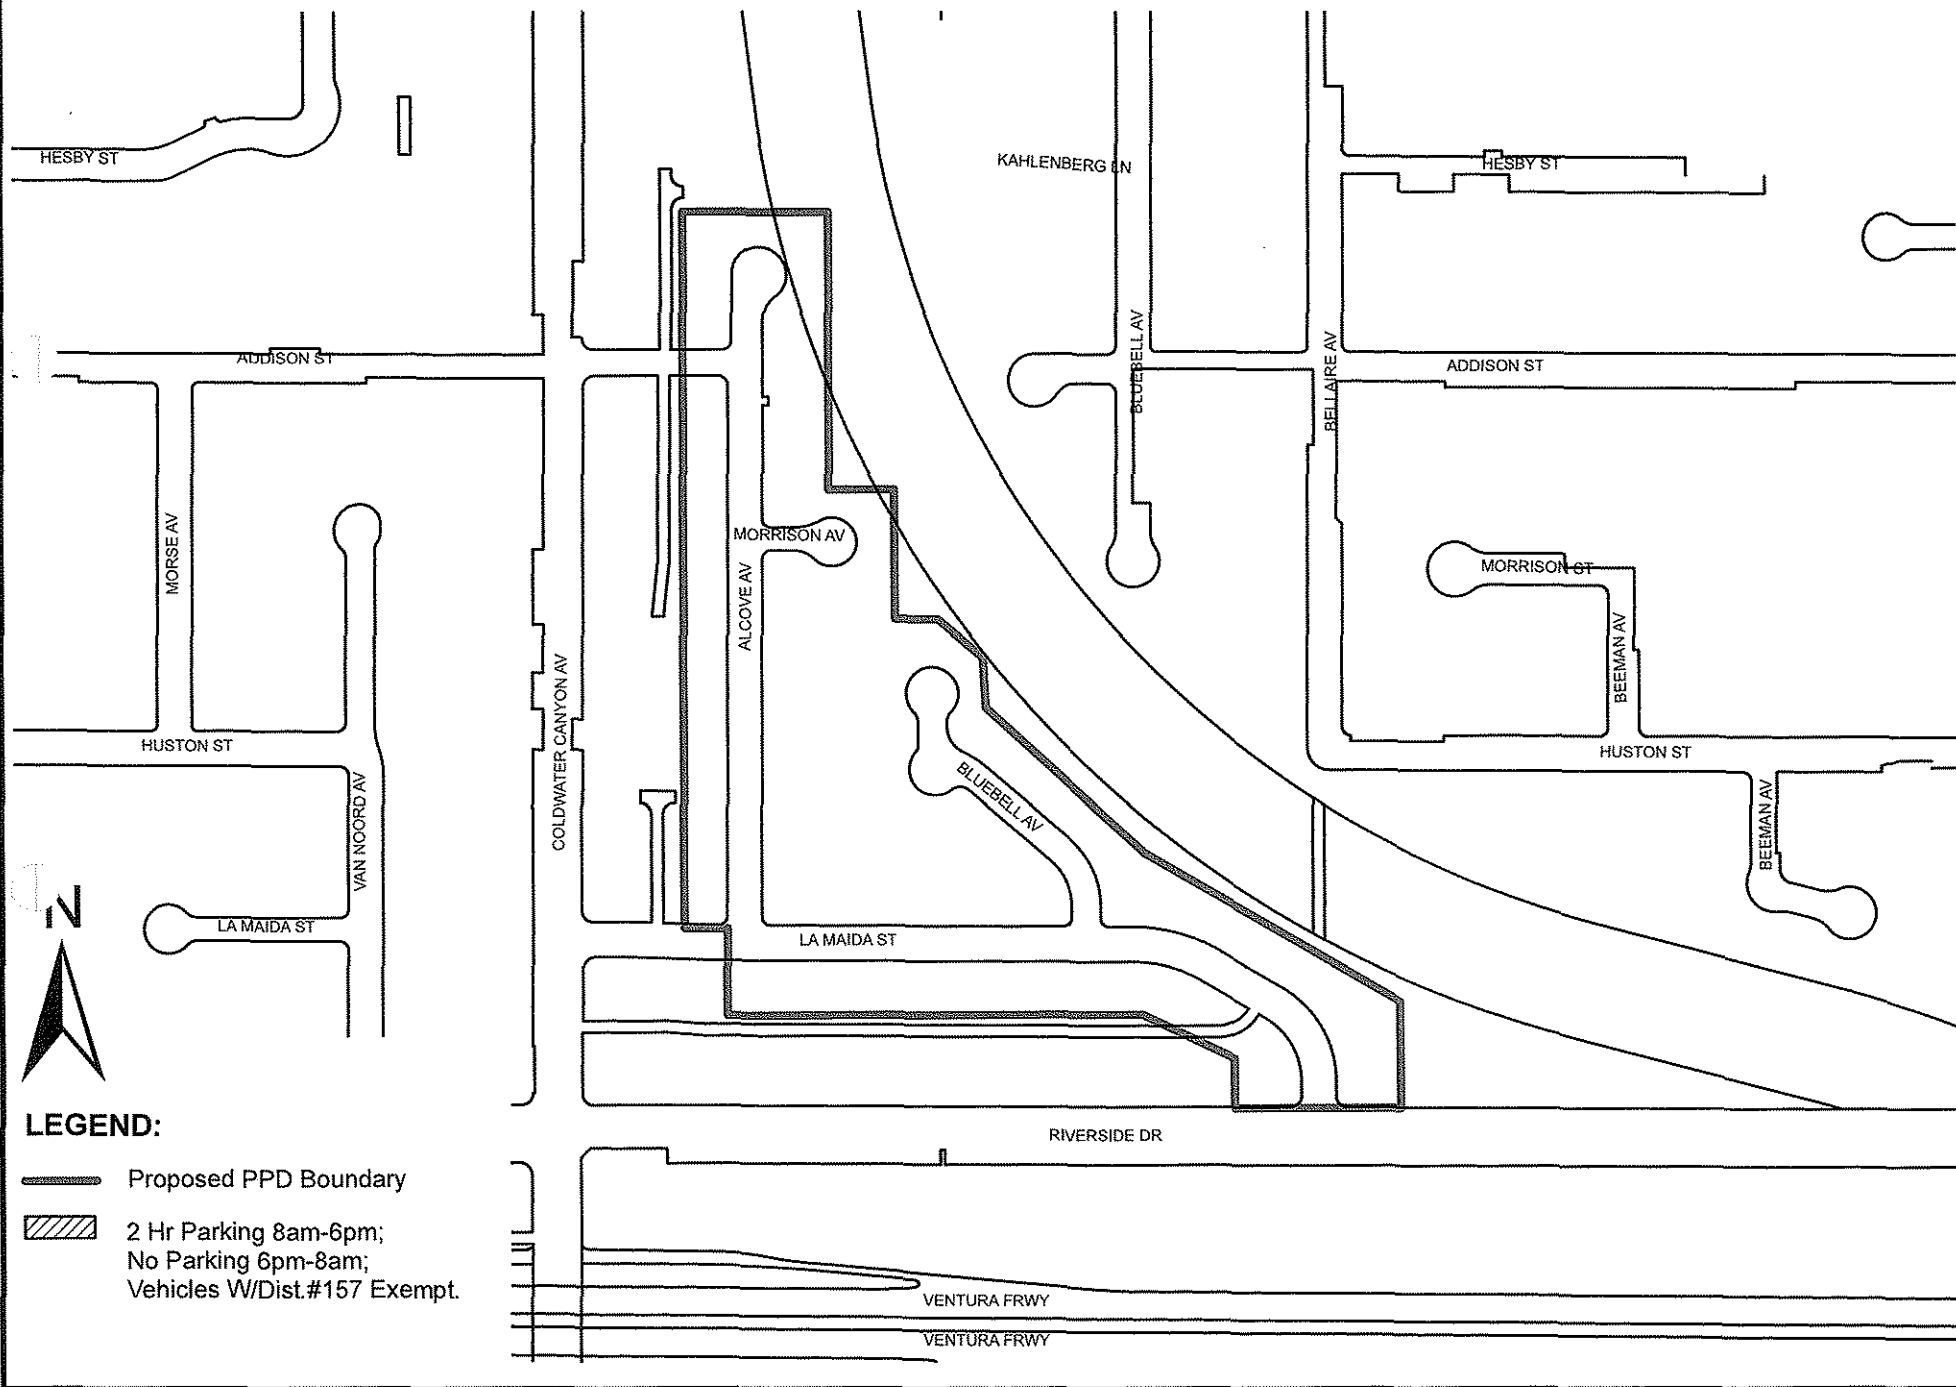 HESBY ST
KAHLENBERG LN
HESBY ST
ADDISON ST
BLUEBELL AV
BELLAIRE AV
ADDISON ST
MORSE AV
MORRISON AV
ALCOVE AV
MORRISON ST
BEEMAN AV
HUSTON ST
COLDWATER CANYON AV
HUSTON ST
VAN NOORD AV
BLUEBELL AV
BEEMAN AV
N
LA MAIDA ST
LA MAIDA ST
LEGEND:
RIVERSIDE DR
Proposed PPD Boundary
2 Hr Parking 8am-6pm;
No Parking 6pm-8am;
Vehicles W/Dist.#157 Exempt.
VENTURA FRWY
VENTURA FRWY